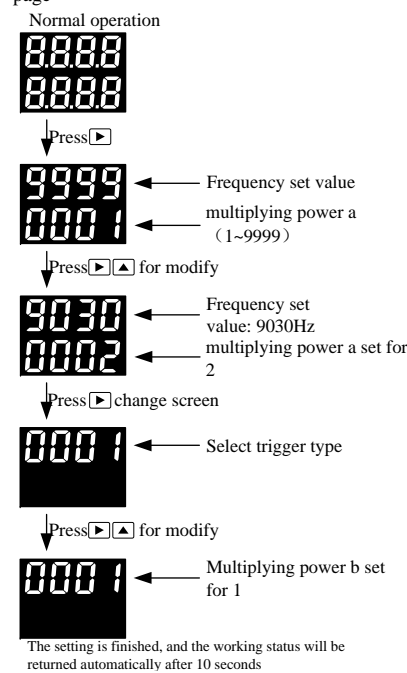 Normal operation
8.8.8.8
8.8.8.8
Press▶
9999
Frequency set value
0001
multiplying power a
（1~9999）
Press▶▲ for modify
9030
Frequency set
value: 9030Hz
0002
multiplying power a set for
2
Press▶change screen
0001
Select trigger type
Press▶▲ for modify
0001
Multiplying power b set
for 1
The setting is finished, and the working status will be
returned automatically after 10 seconds